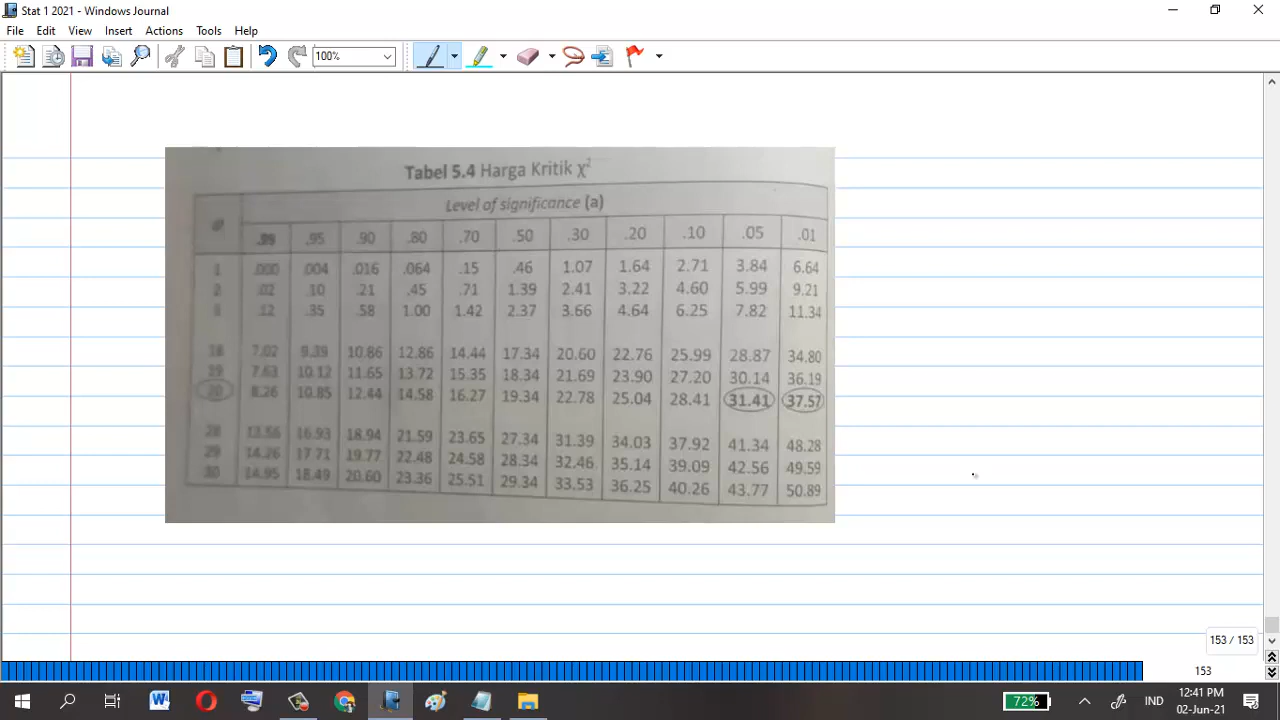 Stat 1 2021 - Windows Journal
File Edit View Insert Actions Tools Help
100%
Tabel 5.4 Harga Kritik χ²
Level of significance (a)
df .99 .95 .90 .80 .70 .50 .30 .20 .10 .05 .01
1 .000 .004 .016 .064 .15 .46 1.07 1.64 2.71 3.84 6.64
2 .02 .10 .21 .45 .71 1.39 2.41 3.22 4.60 5.99 9.21
3 .12 .35 .58 1.00 1.42 2.37 3.66 4.64 6.25 7.82 11.34
18 7.02 9.39 10.86 12.86 14.44 17.34 20.60 22.76 25.99 28.87 34.80
19 7.63 10.12 11.65 13.72 15.35 18.34 21.69 23.90 27.20 30.14 36.19
20 8.26 10.85 12.44 14.58 16.27 19.34 22.78 25.04 28.41 31.41 37.57
28 13.56 16.93 18.94 21.59 23.65 27.34 31.39 34.03 37.92 41.34 48.28
29 14.26 17.71 19.77 22.48 24.58 28.34 32.46 35.14 39.09 42.56 49.59
30 14.95 18.49 20.60 23.36 25.51 29.34 33.53 36.25 40.26 43.77 50.89
153 / 153
153
72% IND 12:41 PM
02-Jun-21